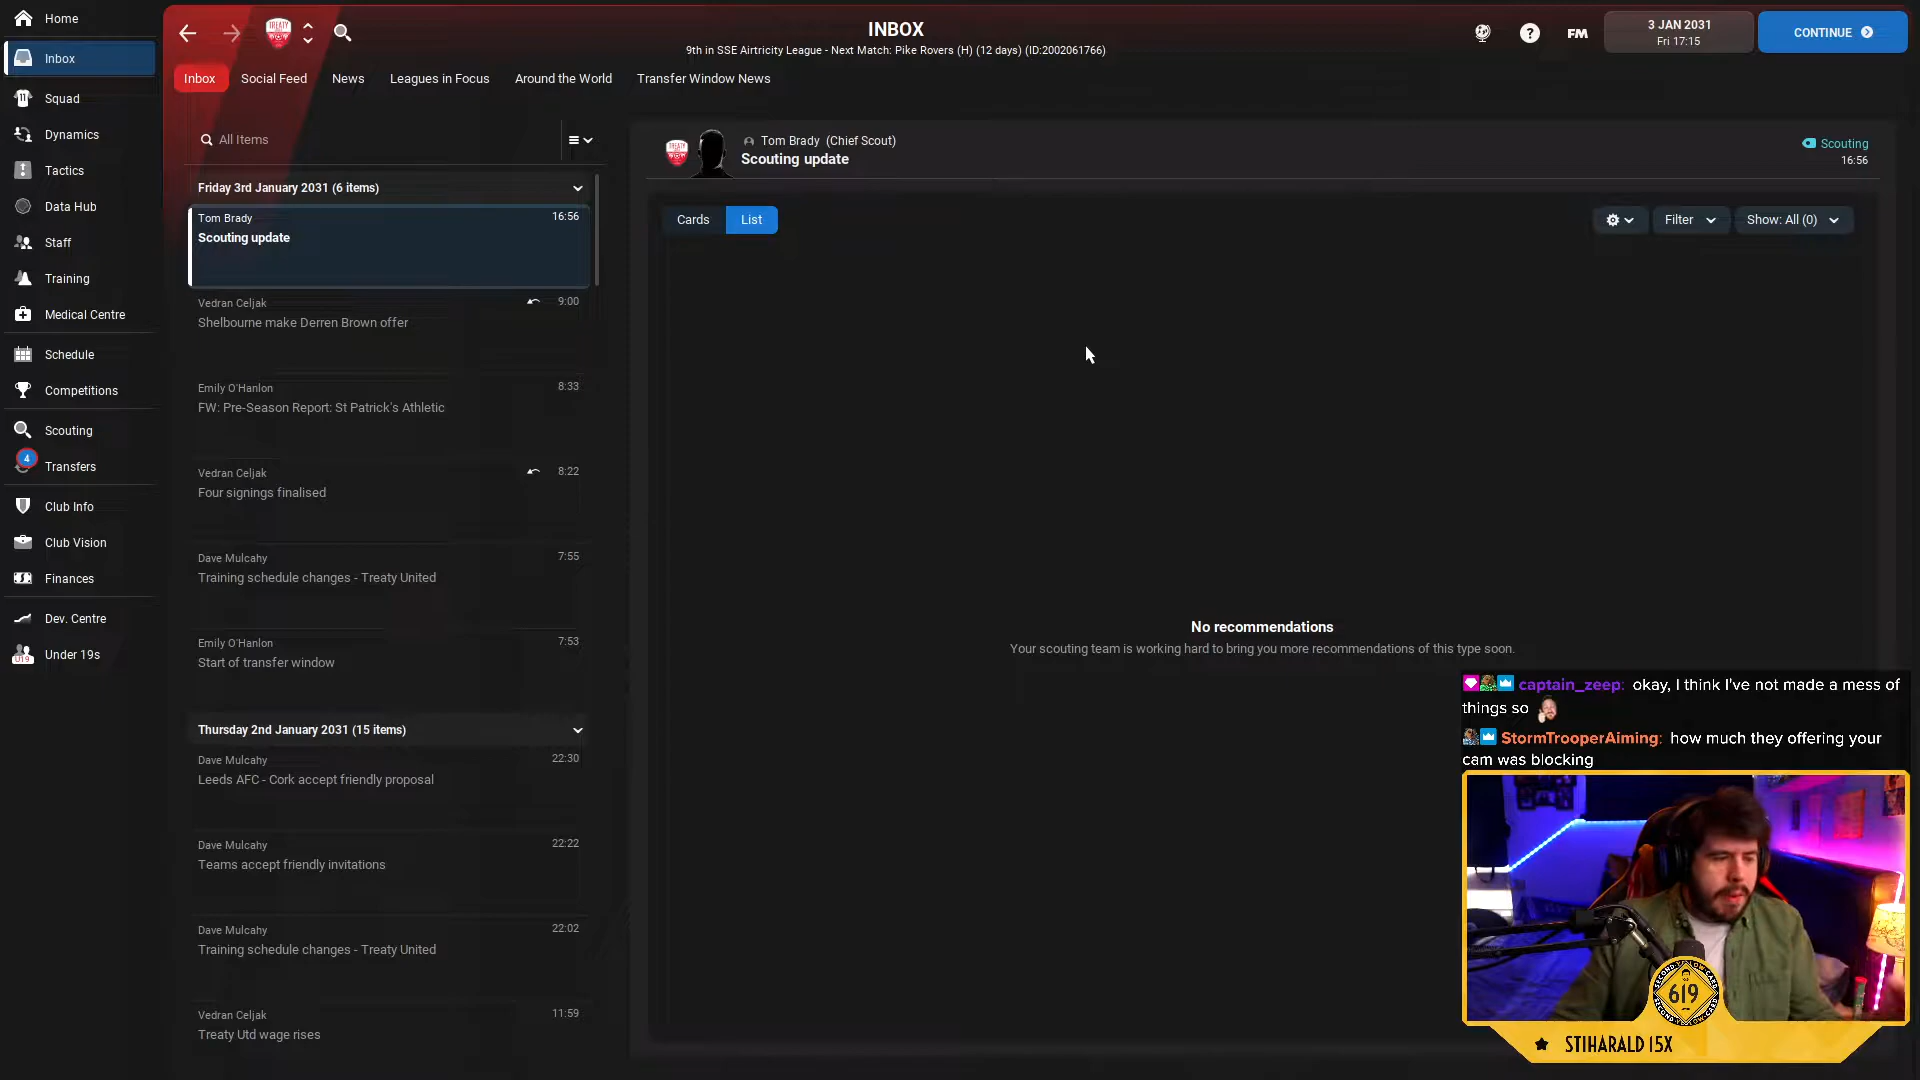 Home
Inbox
Squad
Dynamics
Tactics
Data Hub
Staff
Training
Medical Centre
Schedule
Competitions
Scouting
4
Transfers
Club Info
Club Vision
Finances
Dev. Centre
U19
Under 19s
TREATY
INBOX
9th in SSE Airtricity League - Next Match: Pike Rovers (H) (12 days) (ID:2002061766)
FM
3 JAN 2031
Fri 17:15
CONTINUE
Inbox
Social Feed
News
Leagues in Focus
Around the World
Transfer Window News
All Items
Friday 3rd January 2031 (6 items)
Tom Brady 16:56
Scouting update
Vedran Celjak 9:00
Shelbourne make Derren Brown offer
Emily O'Hanlon 8:33
FW: Pre-Season Report: St Patrick's Athletic
Vedran Celjak 8:22
Four signings finalised
Dave Mulcahy 7:55
Training schedule changes - Treaty United
Emily O'Hanlon 7:53
Start of transfer window
Thursday 2nd January 2031 (15 items)
Dave Mulcahy 22:30
Leeds AFC - Cork accept friendly proposal
Dave Mulcahy 22:22
Teams accept friendly invitations
Dave Mulcahy 22:02
Training schedule changes - Treaty United
Vedran Celjak 11:59
Treaty Utd wage rises
TREATY
Tom Brady (Chief Scout)
Scouting update
Scouting
16:56
Cards
List
Filter
Show: All (0)
No recommendations
Your scouting team is working hard to bring you more recommendations of this type soon.
captain_zeep: okay, I think I've not made a mess of
things so
StormTrooperAiming: how much they offering your
cam was blocking
SECOND YELLOW CARD
619
STIHARALD 15X